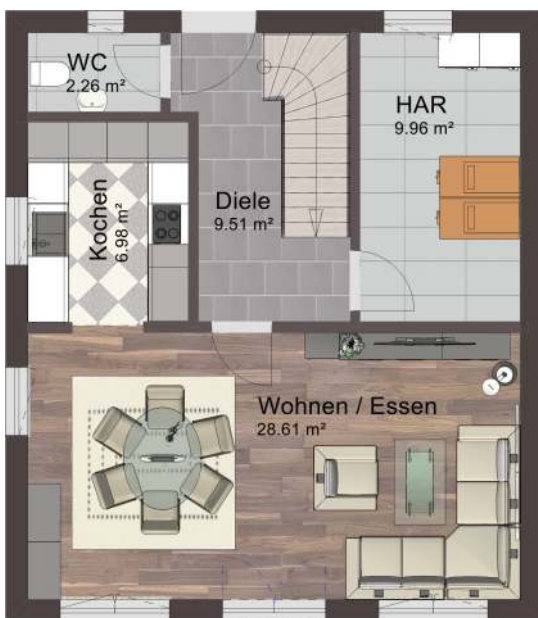 WC
2.26 m²
HAR
9.96 m²
Diele
9.51 m²
Kochen
6.98 m²
Wohnen / Essen
28.61 m²